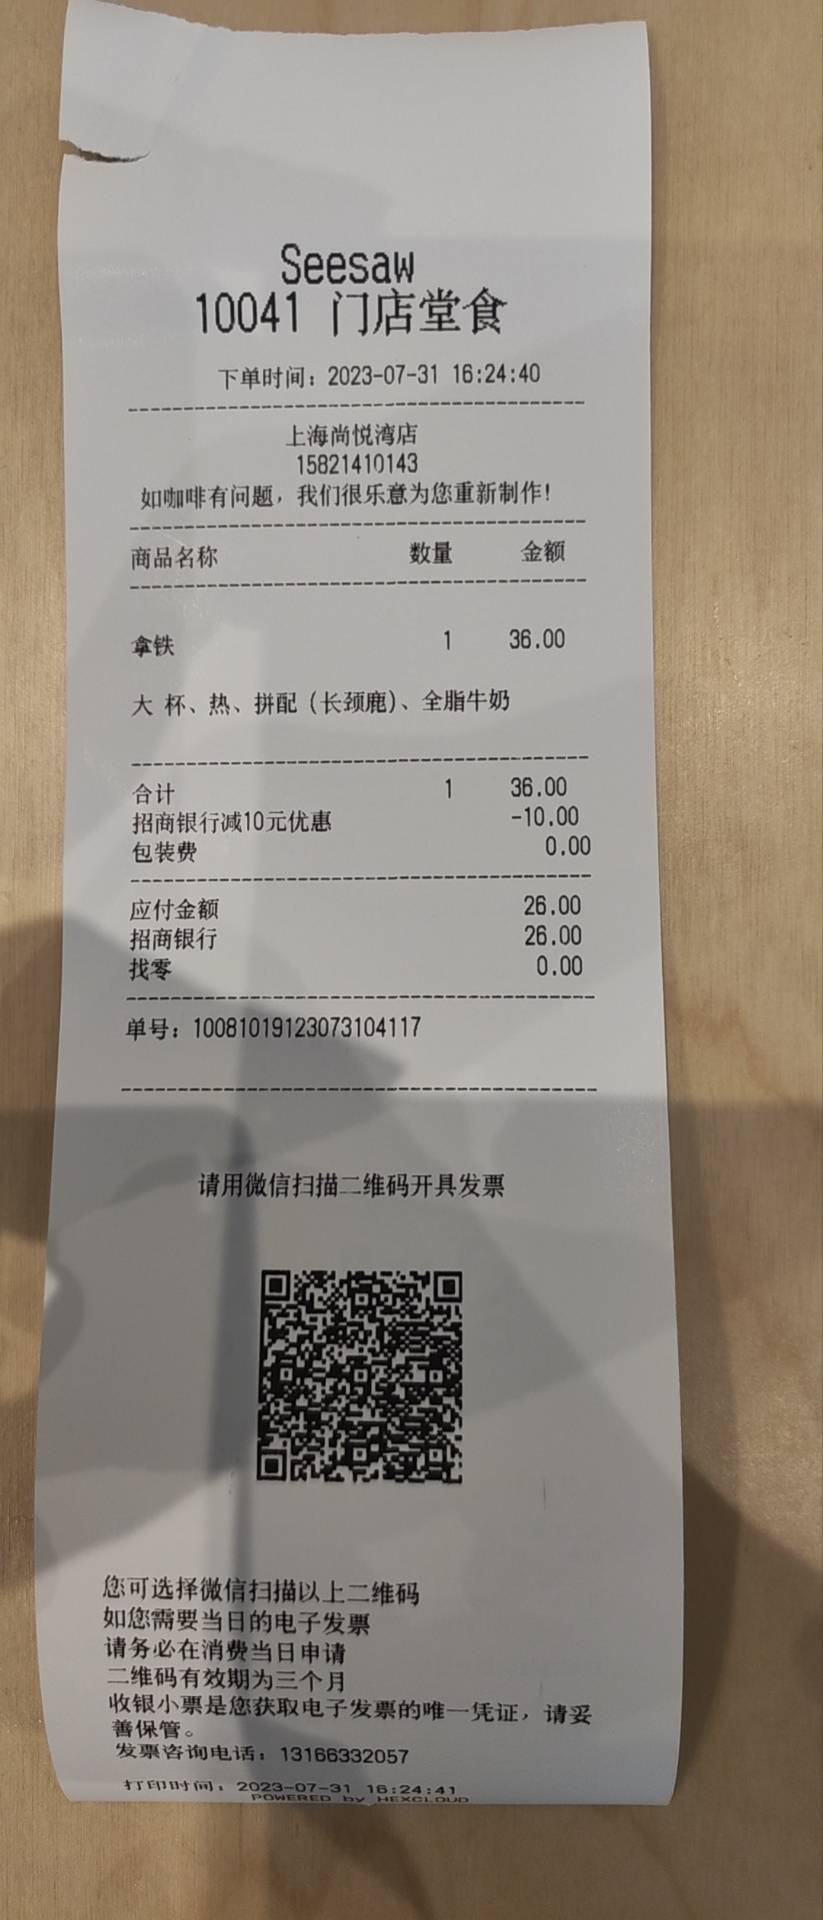 Seesaw
10041 门店堂食
下单时间：2023-07-31 16:24:40
上海尚悦湾店
15821410143
如咖啡有问题，我们很乐意为您重新制作！
商品名称 数量 金额
拿铁 1 36.00
大 杯、热、拼配（长颈鹿）、全脂牛奶
合计 1 36.00
招商银行减10元优惠 -10.00
包装费 0.00
应付金额 26.00
招商银行 26.00
找零 0.00
单号：10081019123073104117
请用微信扫描二维码开具发票
您可选择微信扫描以上二维码
如您需要当日的电子发票
请务必在消费当日申请
二维码有效期为三个月
收银小票是您获取电子发票的唯一凭证，请妥
善保管。
发票咨询电话：13166332057
打印时间：2023-07-31 16:24:41
POWERED by HEXCLOUD